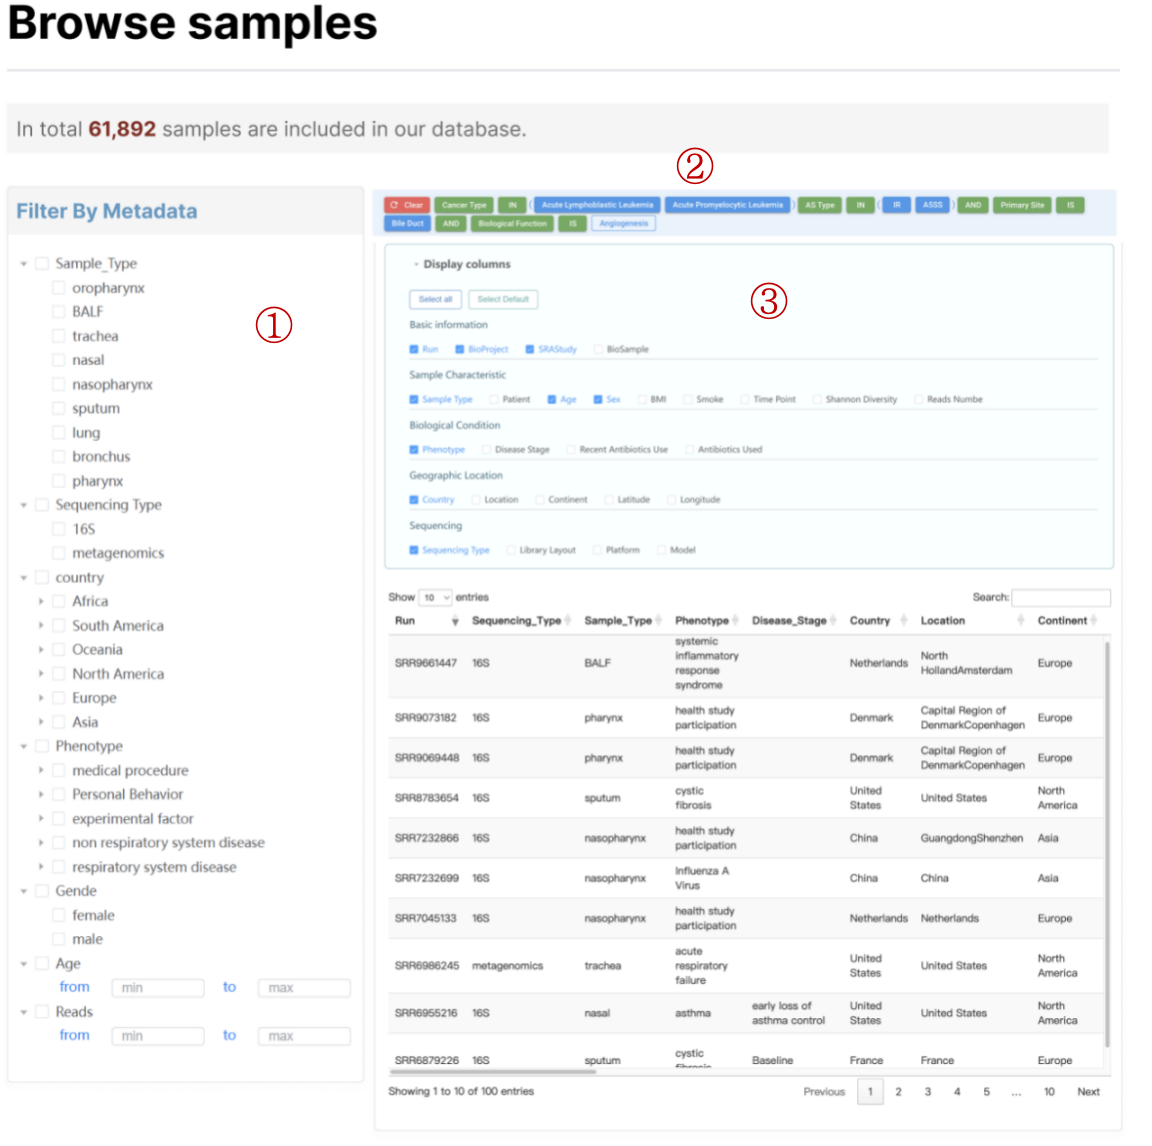 Browse samples
In total 61,892 samples are included in our database.
②
Filter By Metadata
Sample_Type
oropharynx
BALF
①
trachea
nasal
nasopharynx
sputum
lung
bronchus
pharynx
Sequencing Type
16S
metagenomics
country
Africa
South America
Oceania
North America
Europe
Asia
Phenotype
medical procedure
Personal Behavior
experimental factor
non respiratory system disease
respiratory system disease
Gende
female
male
Age
from min to max
Reads
from min to max
Clear Cancer Type IN ( Acute Lymphoblastic Leukemia Acute Promyelocytic Leukemia ) AS Type IN ( IR ASSS ) AND Primary Site IS
Bile Duct AND Biological Function IS Angiogenesis
Display columns
③
Select all Select Default
Basic information
Run BioProject SRAStudy BioSample
Sample Characteristic
Sample Type Patient Age Sex BMI Smoke Time Point Shannon Diversity Reads Numbe
Biological Condition
Phenotype Disease Stage Recent Antibiotics Use Antibiotics Used
Geographic Location
Country Location Continent Latitude Longitude
Sequencing
Sequencing Type Library Layout Platform Model
Show 10 entries Search:
Run Sequencing_Type Sample_Type Phenotype Disease_Stage Country Location Continent
SRR9661447 16S BALF systemic inflammatory response syndrome Netherlands North HollandAmsterdam Europe
SRR9073182 16S pharynx health study participation Denmark Capital Region of DenmarkCopenhagen Europe
SRR9069448 16S pharynx health study participation Denmark Capital Region of DenmarkCopenhagen Europe
SRR8783654 16S sputum cystic fibrosis United States United States North America
SRR7232866 16S nasopharynx health study participation China GuangdongShenzhen Asia
SRR7232699 16S nasopharynx Influenza A Virus China China Asia
SRR7045133 16S nasopharynx health study participation Netherlands Netherlands Europe
SRR6986245 metagenomics trachea acute respiratory failure United States United States North America
SRR6955216 16S nasal asthma early loss of asthma control United States United States North America
SRR6879226 16S sputum cystic fibrosis Baseline France France Europe
Showing 1 to 10 of 100 entries Previous 1 2 3 4 5 ... 10 Next